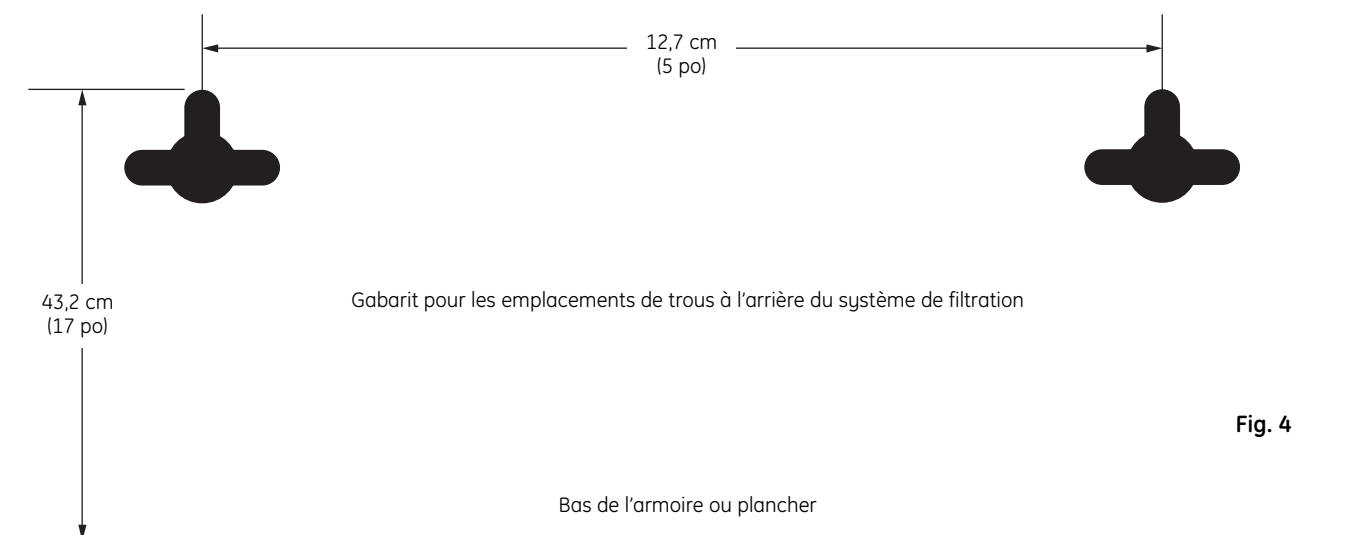 12,7 cm
(5 po)
43,2 cm
(17 po)
Gabarit pour les emplacements de trous à l'arrière du système de filtration
Fig. 4
Bas de l'armoire ou plancher